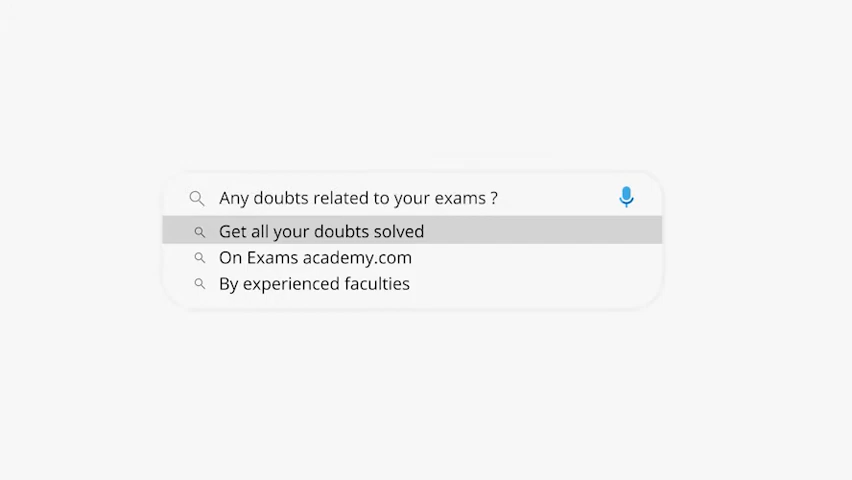 Any doubts related to your exams ?
Get all your doubts solved
On Exams academy.com
By experienced faculties